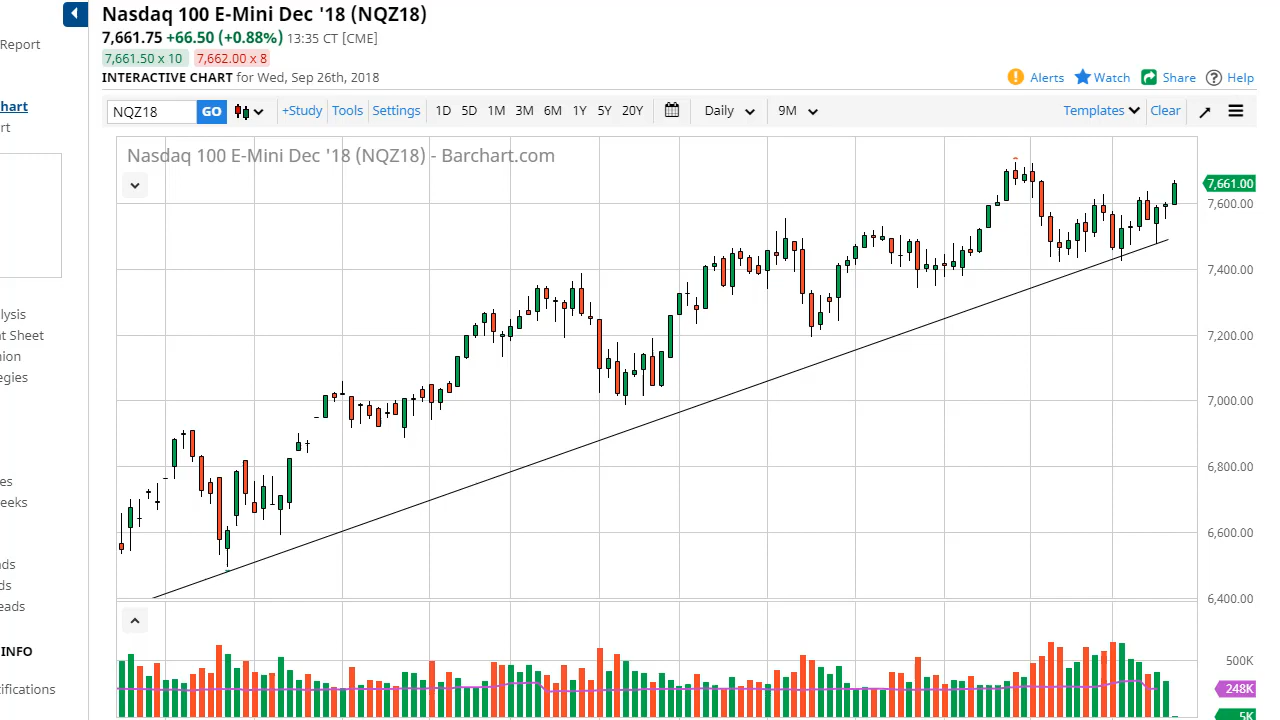 Nasdaq 100 E-Mini Dec '18 (NQZ18)
7,661.75 +66.50 (+0.88%) 13:35 CT [CME]
7,661.50 x 10 7,662.00 x 8
INTERACTIVE CHART for Wed, Sep 26th, 2018
Alerts Watch Share Help
NQZ18 GO +Study Tools Settings 1D 5D 1M 3M 6M 1Y 5Y 20Y Daily 9M Templates Clear
Nasdaq 100 E-Mini Dec '18 (NQZ18) - Barchart.com
7,661.00
7,600.00
7,400.00
7,200.00
7,000.00
6,800.00
6,600.00
6,400.00
500K
248K
5K
Report
hart
rt
lysis
t Sheet
nion
egies
es
eeks
ds
ds
eads
INFO
ifications